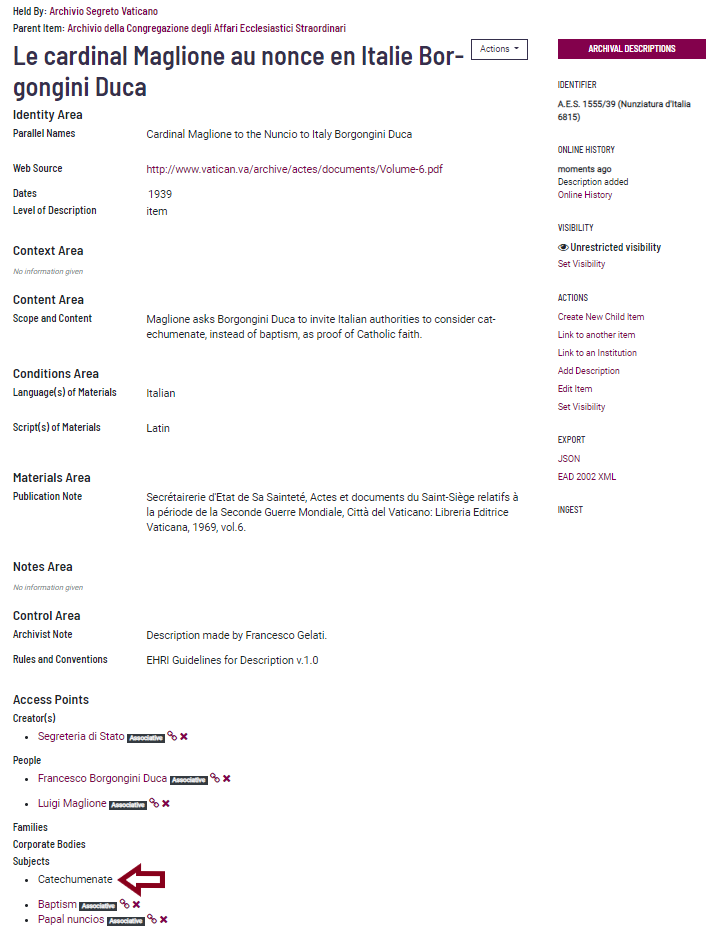 Held By: Archivio Segreto Vaticano
Parent Item: Archivio della Congregazione degli Affari Ecclesiastici Straordinari
Le cardinal Maglione au nonce en Italie Bor-
gongini Duca
Actions
Identity Area
Parallel Names Cardinal Maglione to the Nuncio to Italy Borgongini Duca
Web Source http://www.vatican.va/archive/actes/documents/Volume-6.pdf
Dates 1939
Level of Description item
Context Area
No information given
Content Area
Scope and Content Maglione asks Borgongini Duca to invite Italian authorities to consider cat-
echumenate, instead of baptism, as proof of Catholic faith.
Conditions Area
Language(s) of Materials Italian
Script(s) of Materials Latin
Materials Area
Publication Note Secrétairerie d'Etat de Sa Sainteté, Actes et documents du Saint-Siège relatifs à
la période de la Seconde Guerre Mondiale, Città del Vaticano: Libreria Editrice
Vaticana, 1969, vol.6.
Notes Area
No information given
Control Area
Archivist Note Description made by Francesco Gelati.
Rules and Conventions EHRI Guidelines for Description v.1.0
Access Points
Creator(s)
• Segreteria di Stato Associative
People
• Francesco Borgongini Duca Associative
• Luigi Maglione Associative
Families
Corporate Bodies
Subjects
• Catechumenate
• Baptism Associative
• Papal nuncios Associative
ARCHIVAL DESCRIPTIONS
IDENTIFIER
A.E.S. 1555/39 (Nunziatura d'Italia
6815)
ONLINE HISTORY
moments ago
Description added
Online History
VISIBILITY
Unrestricted visibility
Set Visibility
ACTIONS
Create New Child Item
Link to another item
Link to an Institution
Add Description
Edit Item
Set Visibility
EXPORT
JSON
EAD 2002 XML
INGEST